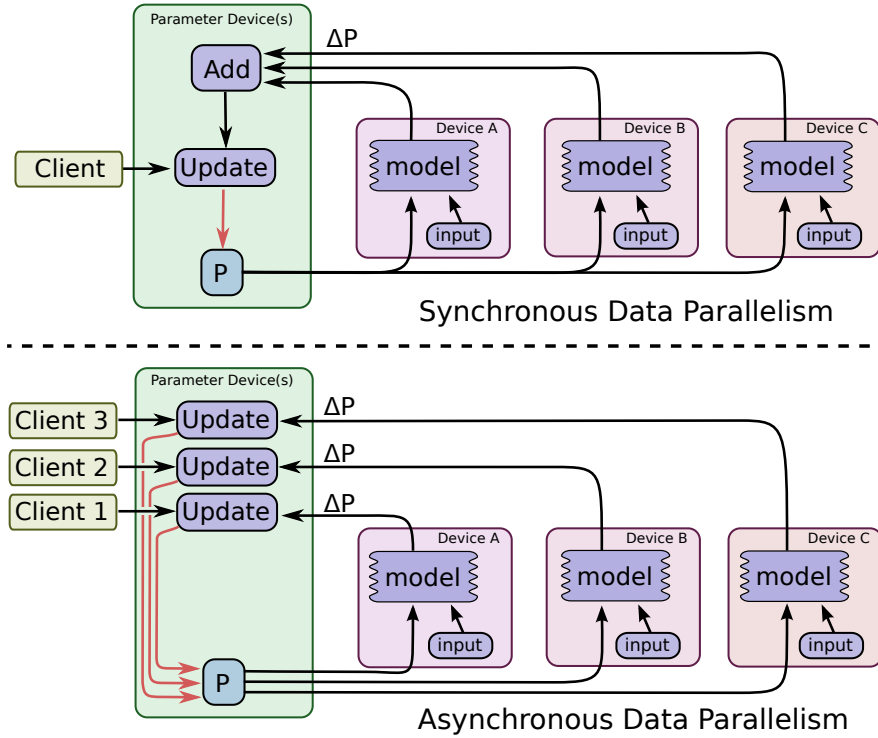 Parameter Device(s)
ΔP
Add
Device A
Device B
Device C
Client
Update
model
model
model
input
input
input
P
Synchronous Data Parallelism
Parameter Device(s)
Client 3
Update
ΔP
Client 2
Update
ΔP
Client 1
Update
ΔP
Device A
Device B
Device C
model
model
model
input
input
input
P
Asynchronous Data Parallelism